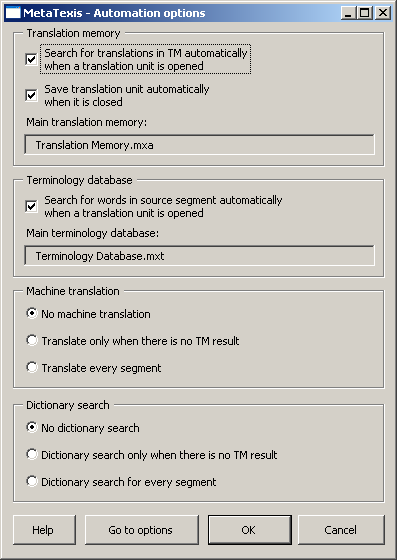 MetaTexis - Automation options
Translation memory
Search for translations in TM automatically
when a translation unit is opened
Save translation unit automatically
when it is closed
Main translation memory:
Translation Memory.mxa
Terminology database
Search for words in source segment automatically
when a translation unit is opened
Main terminology database:
Terminology Database.mxt
Machine translation
No machine translation
Translate only when there is no TM result
Translate every segment
Dictionary search
No dictionary search
Dictionary search only when there is no TM result
Dictionary search for every segment
Help Go to options OK Cancel